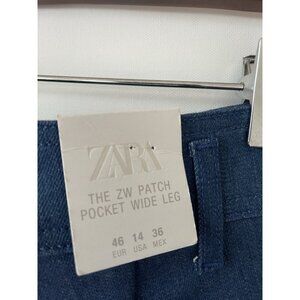 ZARA
THE ZW PATCH
POCKET WIDE LEG
46 14 36
EUR USA MEX